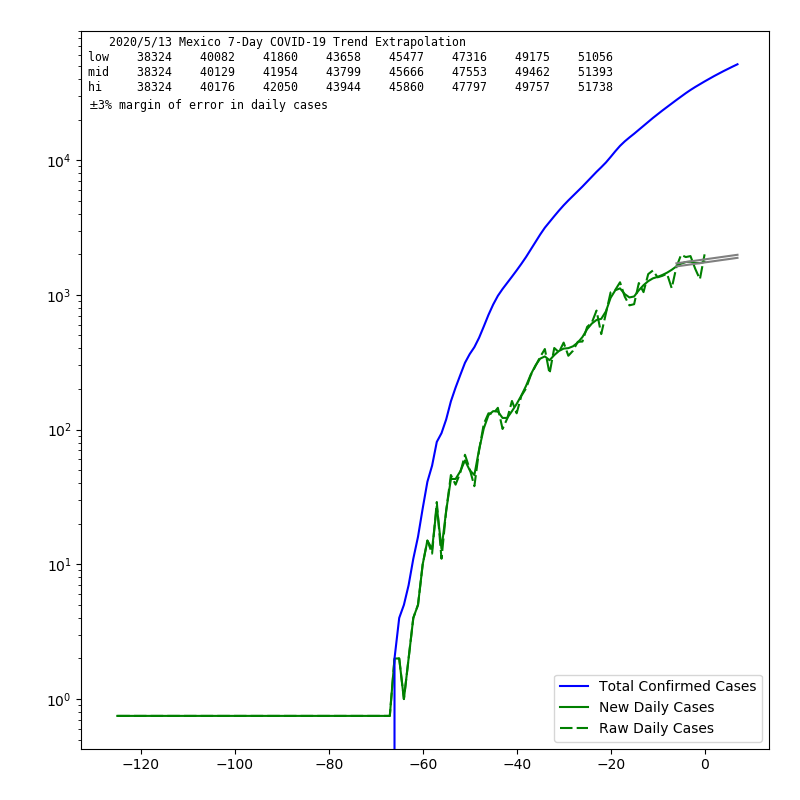 2020/5/13 Mexico 7-Day COVID-19 Trend Extrapolation
low 38324 40082 41860 43658 45477 47316 49175 51056
mid 38324 40129 41954 43799 45666 47553 49462 51393
hi 38324 40176 42050 43944 45860 47797 49757 51738
±3% margin of error in daily cases
10⁴
10³
10²
10¹
10⁰
Total Confirmed Cases
New Daily Cases
Raw Daily Cases
−120 −100 −80 −60 −40 −20 0